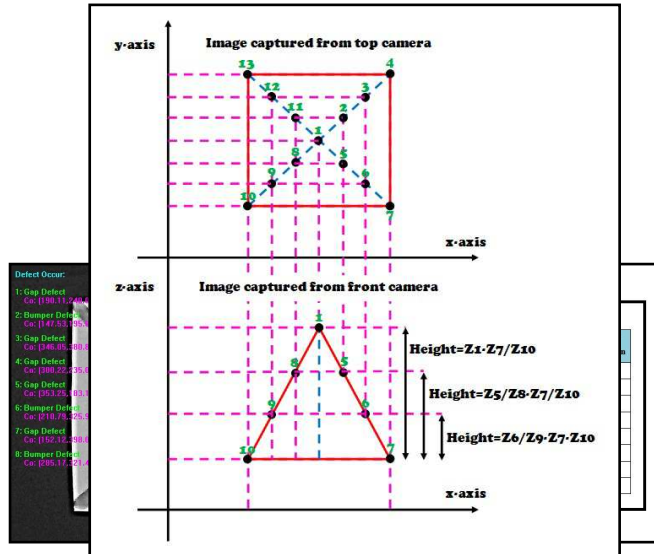 y-axis
Image captured from top camera
13
4
12
3
11
2
1
8
5
9
6
10
7
x-axis
Defect Occur:
z-axis
Image captured from front camera
1: Gap Defect
2: Bumper Defect
3: Gap Defect
4: Gap Defect
5: Gap Defect
6: Bumper Defect
7: Gap Defect
8: Bumper Defect
1
Height=Z1-Z7/Z10
8
5
Height=Z5/Z8-Z7/Z10
9
6
Height=Z6/Z9-Z7-Z10
10
7
x-axis